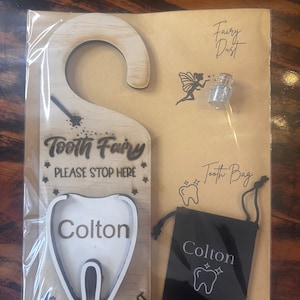 Fairy
Dust
Tooth Fairy
PLEASE STOP HERE
Tooth Bag
Colton
Colton